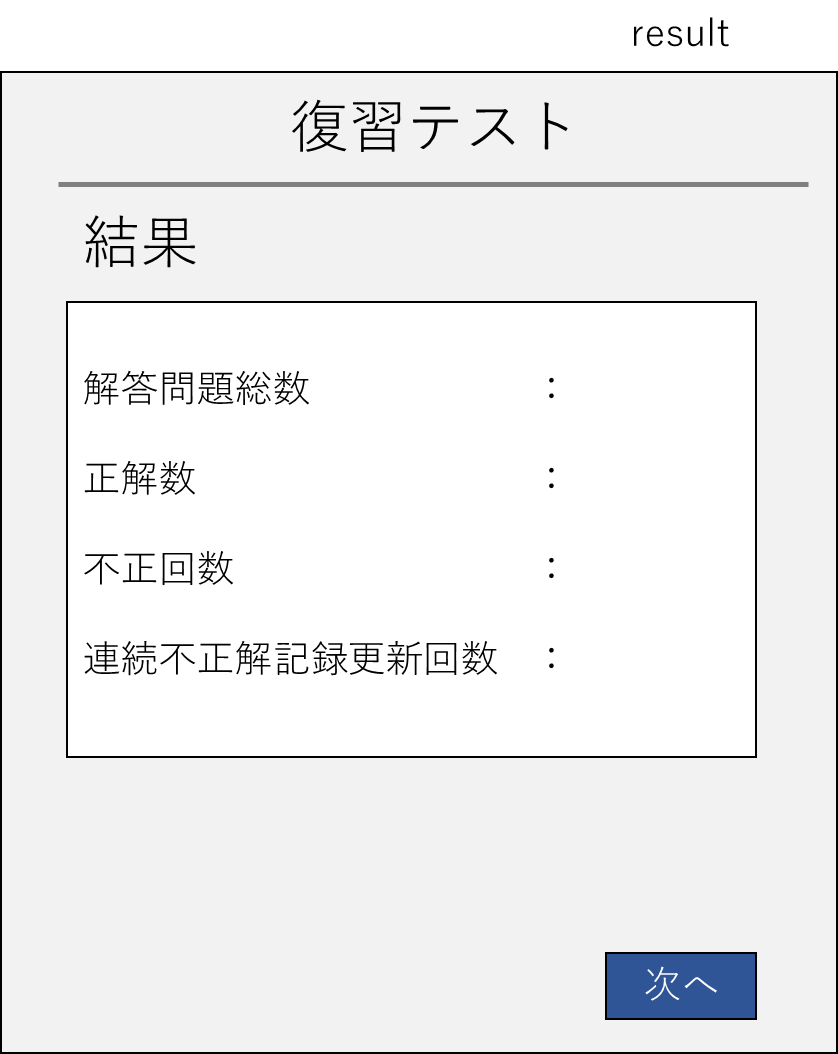 result
復習テスト
結果
解答問題総数 :
正解数 :
不正回数 :
連続不正解記録更新回数 :
次へ